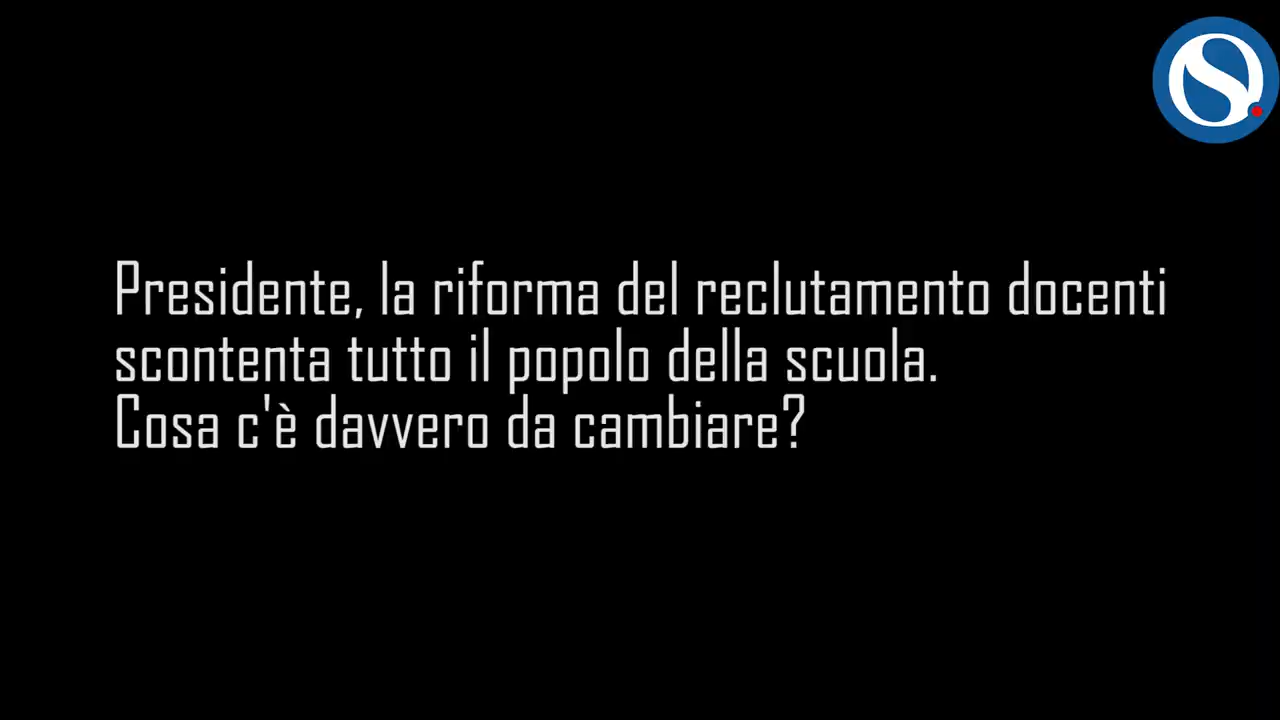 Presidente, la riforma del reclutamento docenti
scontenta tutto il popolo della scuola.
Cosa c'è davvero da cambiare?